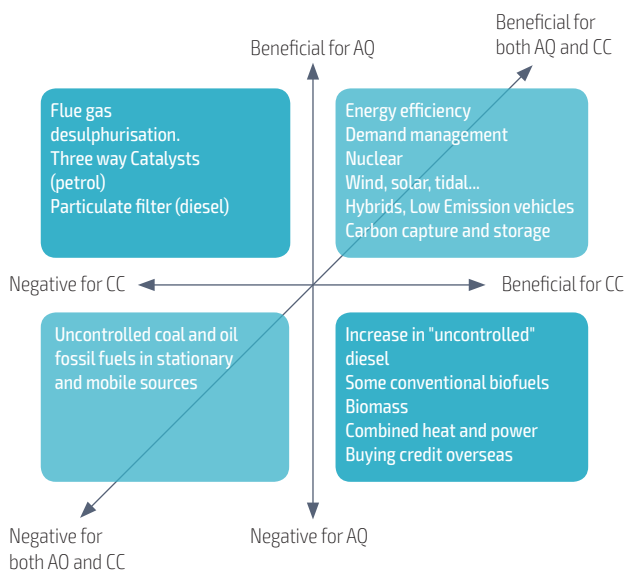 Beneficial for
both AQ and CC
Beneficial for AQ
Flue gas
desulphurisation.
Three way Catalysts
(petrol)
Particulate filter (diesel)
Energy efficiency
Demand management
Nuclear
Wind, solar, tidal...
Hybrids, Low Emission vehicles
Carbon capture and storage
Negative for CC
Beneficial for CC
Uncontrolled coal and oil
fossil fuels in stationary
and mobile sources
Increase in "uncontrolled"
diesel
Some conventional biofuels
Biomass
Combined heat and power
Buying credit overseas
Negative for
both AQ and CC
Negative for AQ